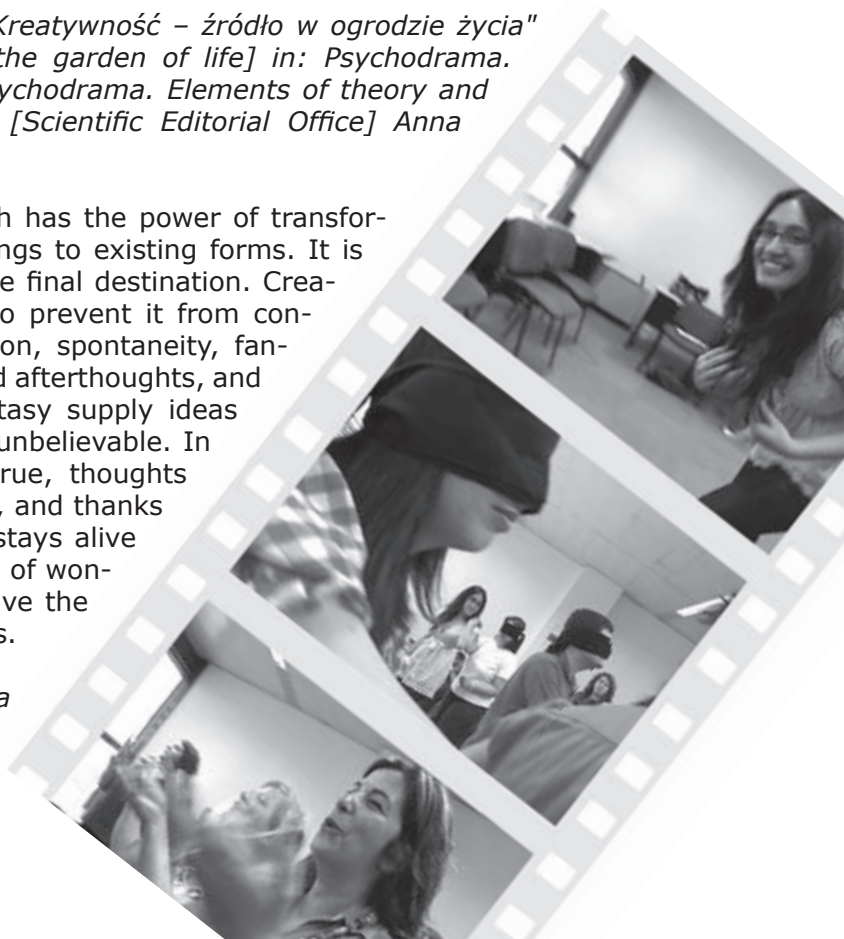 Kreatywność – źródło w ogrodzie życia"
the garden of life] in: Psychodrama.
ychodrama. Elements of theory and
[Scientific Editorial Office] Anna
h has the power of transfor-
ngs to existing forms. It is
e final destination. Crea-
o prevent it from con-
on, spontaneity, fan-
d afterthoughts, and
tasy supply ideas
unbelievable. In
rue, thoughts
, and thanks
stays alive
of won-
ve the
s.
a